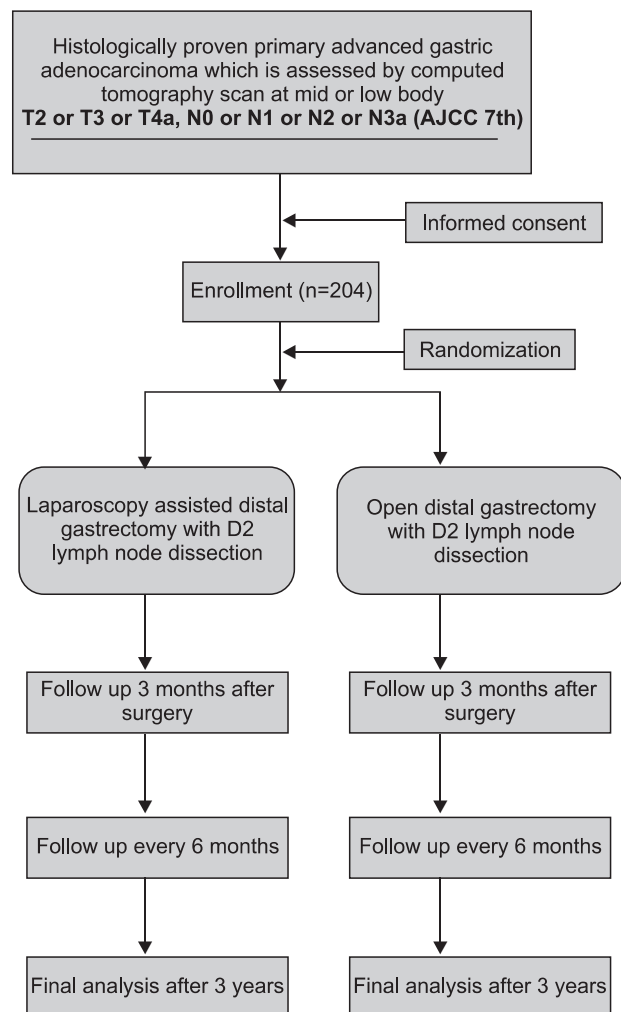 Histologically proven primary advanced gastric
adenocarcinoma which is assessed by computed
tomography scan at mid or low body
T2 or T3 or T4a, N0 or N1 or N2 or N3a (AJCC 7th)
Informed consent
Enrollment (n=204)
Randomization
Laparoscopy assisted distal
gastrectomy with D2
lymph node dissection
Open distal gastrectomy
with D2 lymph node
dissection
Follow up 3 months after
surgery
Follow up 3 months after
surgery
Follow up every 6 months
Follow up every 6 months
Final analysis after 3 years
Final analysis after 3 years